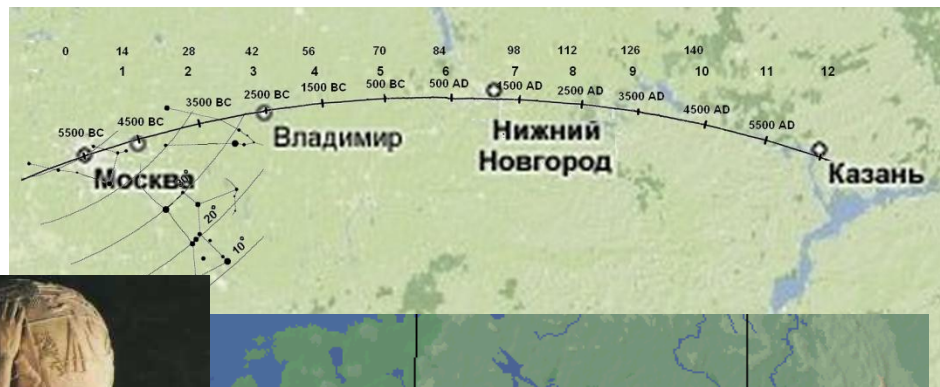 0 14 28 42 56 70 84 98 112 126 140
1 2 3 4 5 6 7 8 9 10 11 12
5500 BC 4500 BC 3500 BC 2500 BC 1500 BC 500 BC 500 AD 1500 AD 2500 AD 3500 AD 4500 AD 5500 AD
Москва
Владимир
Нижний
Новгород
Казань
20°
10°